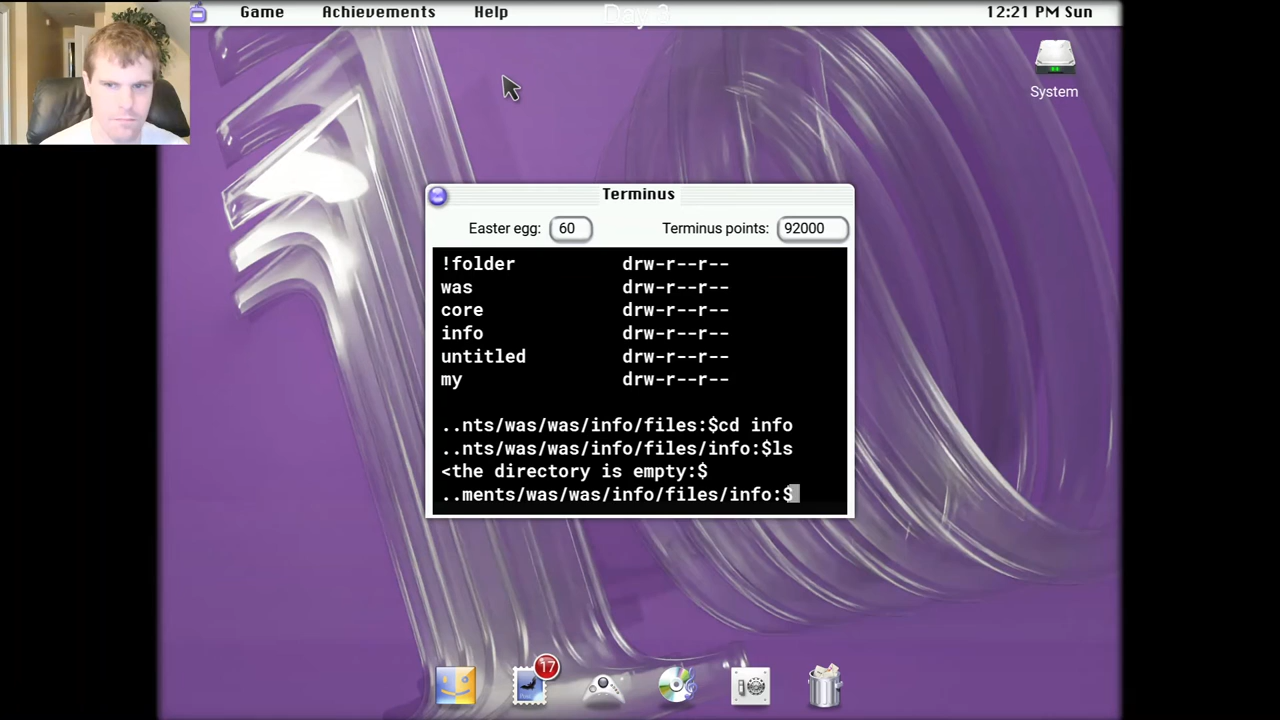 Game Achievements Help Day 2 12:21 PM Sun
System
Terminus
Easter egg: 60 Terminus points: 92000
!folder drw-r--r--
was drw-r--r--
core drw-r--r--
info drw-r--r--
untitled drw-r--r--
my drw-r--r--
..nts/was/was/info/files:$cd info
..nts/was/was/info/files/info:$ls
<the directory is empty:$
..ments/was/was/info/files/info:$
17